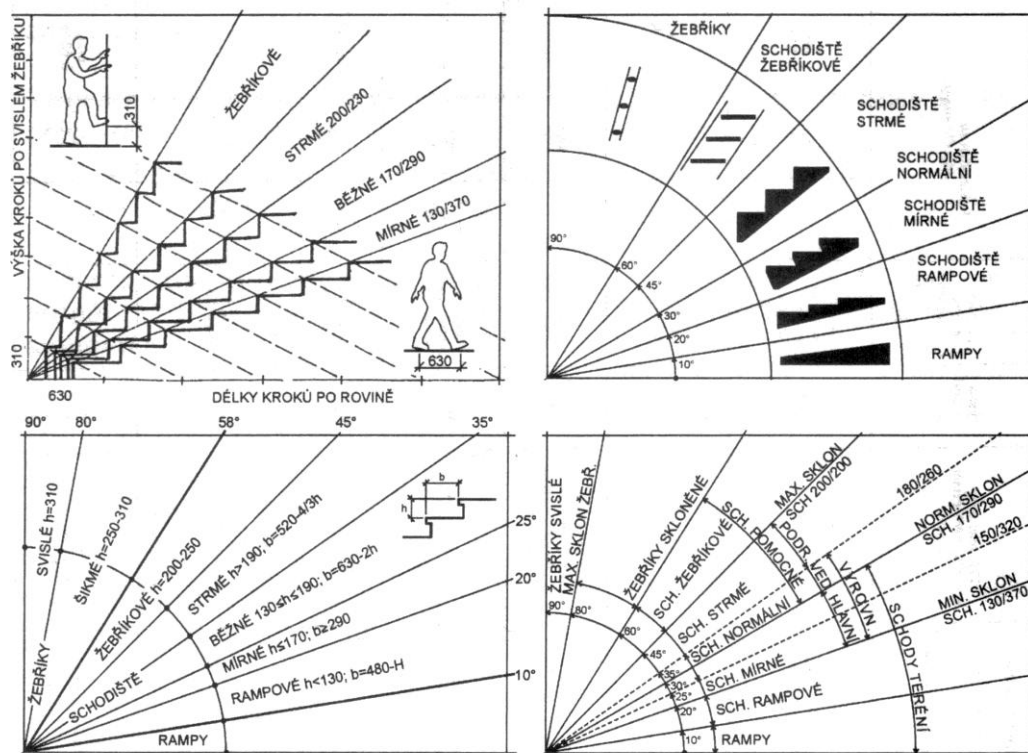 VÝŠKA KROKŮ PO SVISLÉM ŽEBŘÍKU
310
310
ŽEBŘÍKOVÉ
STRMÉ 200/230
BĚŽNÉ 170/290
MÍRNÉ 130/370
630
630
DÉLKY KROKŮ PO ROVINĚ
ŽEBŘÍKY
SCHODIŠTĚ
ŽEBŘÍKOVÉ
SCHODIŠTĚ
STRMÉ
SCHODIŠTĚ
NORMÁLNÍ
SCHODIŠTĚ
MÍRNÉ
SCHODIŠTĚ
RAMPOVÉ
RAMPY
90°
60°
45°
30°
20°
10°
90°
80°
58°
45°
35°
25°
20°
10°
ŽEBŘÍKY
SVISLÉ h=310
ŠIKMÉ h=250-310
SCHODIŠTĚ
ŽEBŘÍKOVÉ h=200-250
STRMÉ h>190; b=520-4/3h
BĚŽNÉ 130≤h≤190; b=630-2h
MÍRNÉ h≤170; b≥290
RAMPOVÉ h<130; b=480-H
RAMPY
b
h
ŽEBŘÍKY SVISLÉ
MAX. SKLON ŽEBŘ.
ŽEBŘÍKY SKLONĚNÉ
SCH. ŽEBŘÍKOVÉ
MAX. SKLON
SCH 200/200
SCH. STRMÉ
180/260
SCH. NORMÁLNÍ
NORM. SKLON
SCH. 170/290
150/320
SCH. MÍRNÉ
MIN. SKLON
SCH. 130/370
SCH. RAMPOVÉ
RAMPY
SCH. POMOCNÉ
PODR. VED.
HLAVNÍ
VYROVN.
SCHODY TERÉNÍ
90°
80°
60°
45°
35°
30°
25°
20°
10°